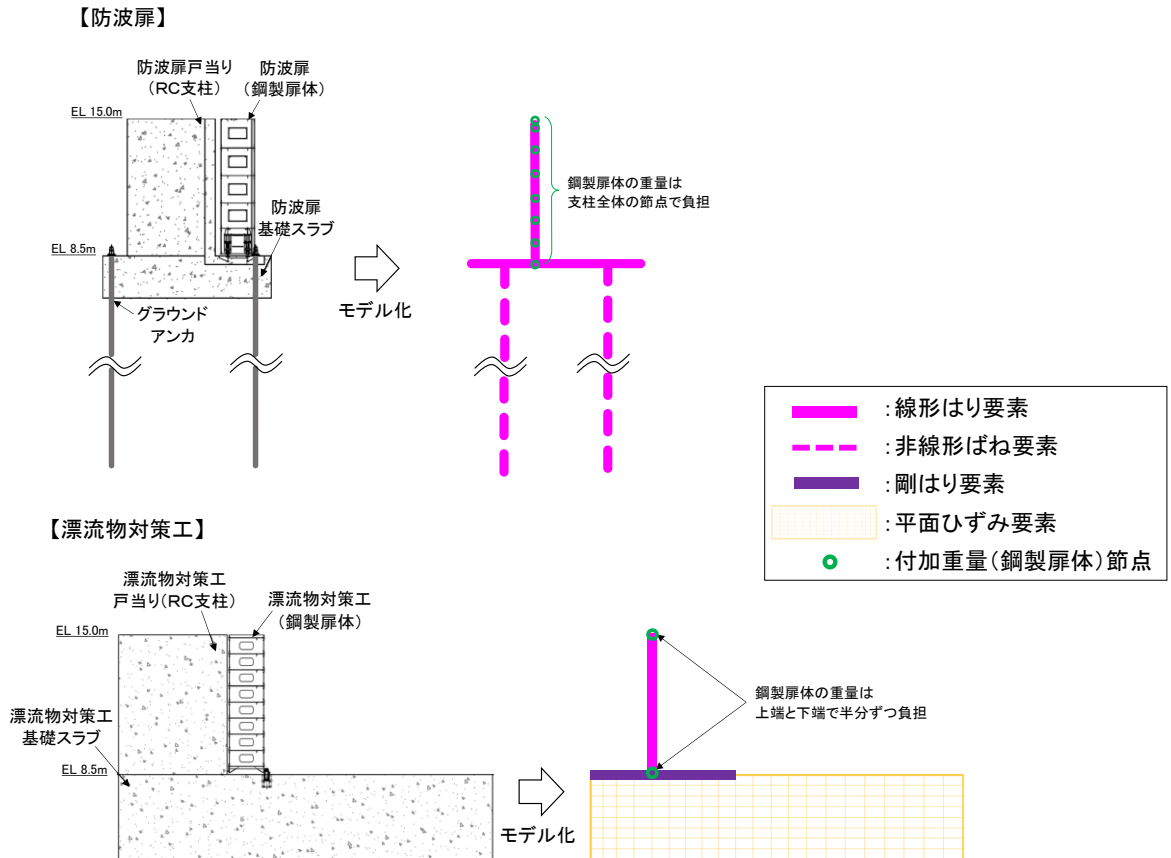 【防波扉】
防波扉戸当り
（RC支柱）
防波扉
（鋼製扉体）
EL 15.0m
防波扉
基礎スラブ
EL 8.5m
グラウンド
アンカ
モデル化
鋼製扉体の重量は
支柱全体の節点で負担
：線形はり要素
：非線形ばね要素
：剛はり要素
：平面ひずみ要素
：付加重量（鋼製扉体）節点
【漂流物対策工】
漂流物対策工
戸当り（RC支柱）
漂流物対策工
（鋼製扉体）
EL 15.0m
漂流物対策工
基礎スラブ
EL 8.5m
モデル化
鋼製扉体の重量は
上端と下端で半分ずつ負担